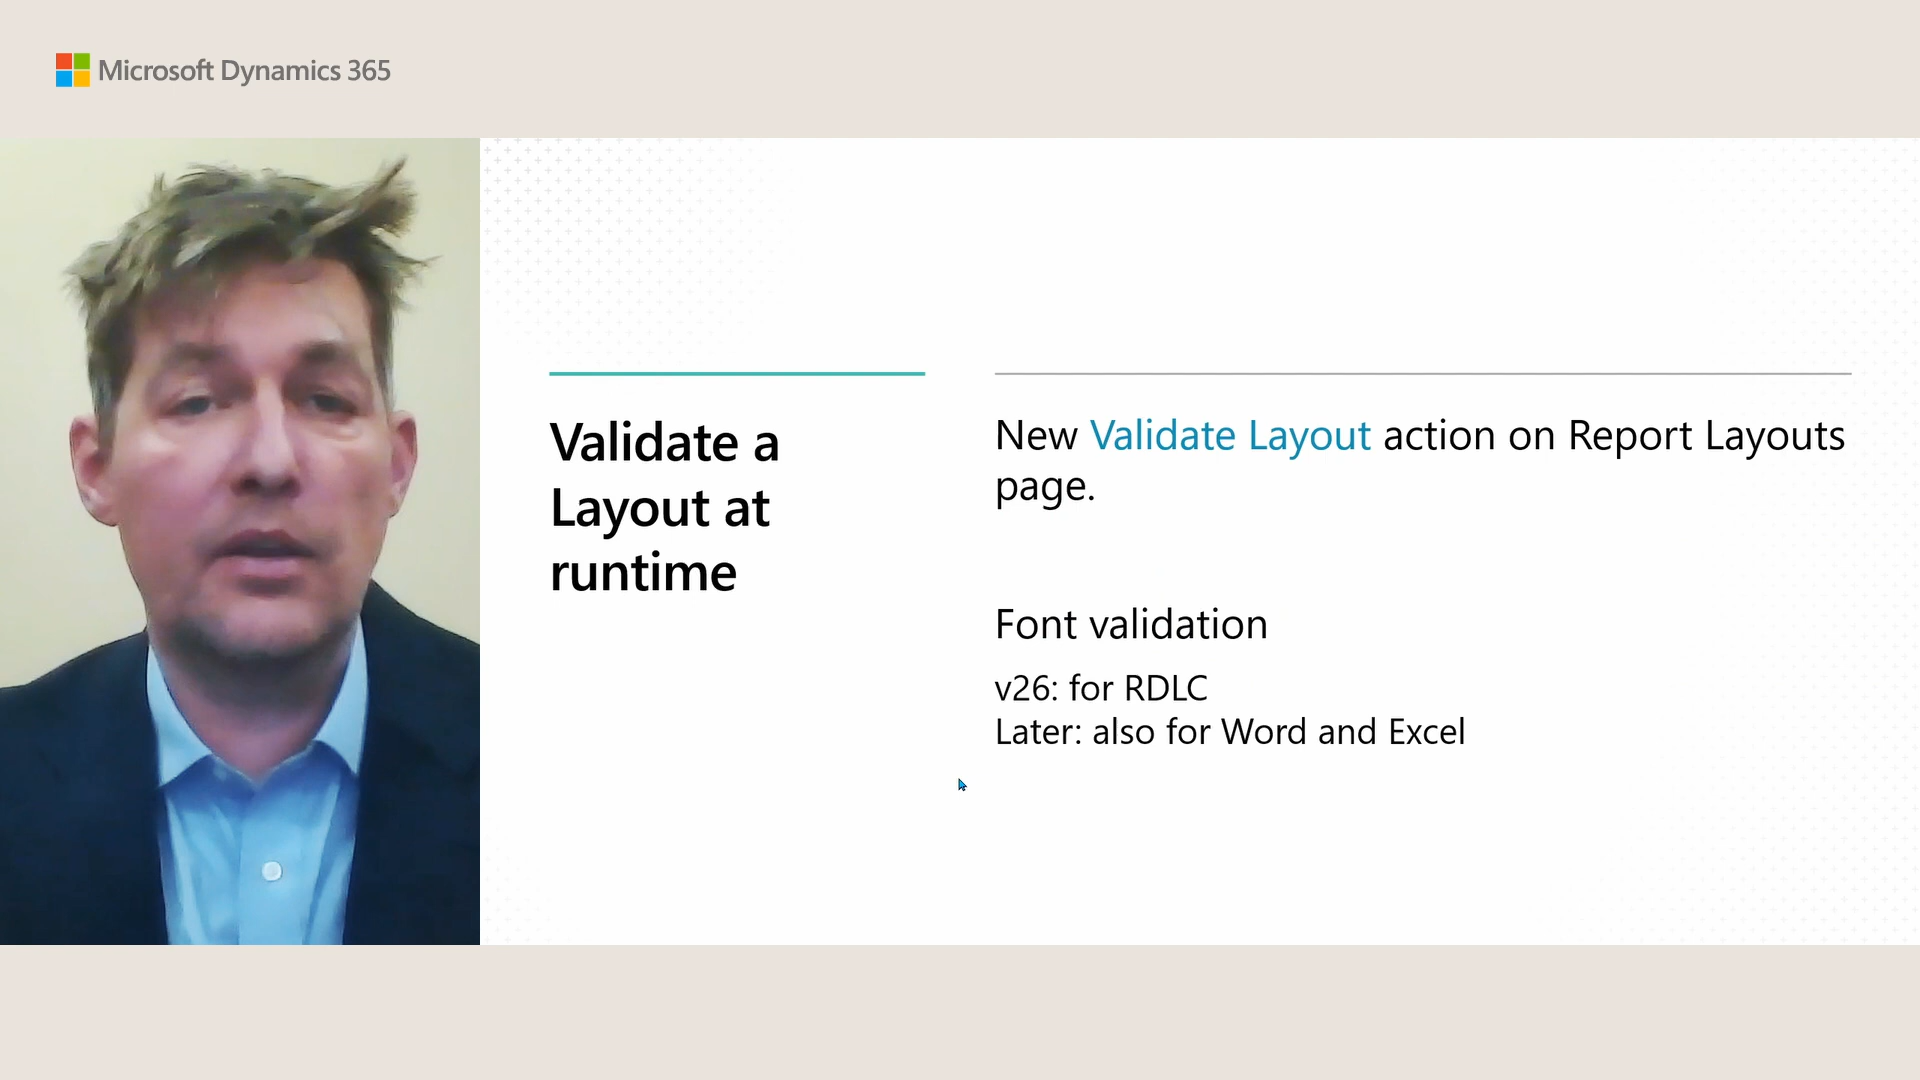 Microsoft Dynamics 365
Validate a
Layout at
runtime
New Validate Layout action on Report Layouts
page.
Font validation
v26: for RDLC
Later: also for Word and Excel